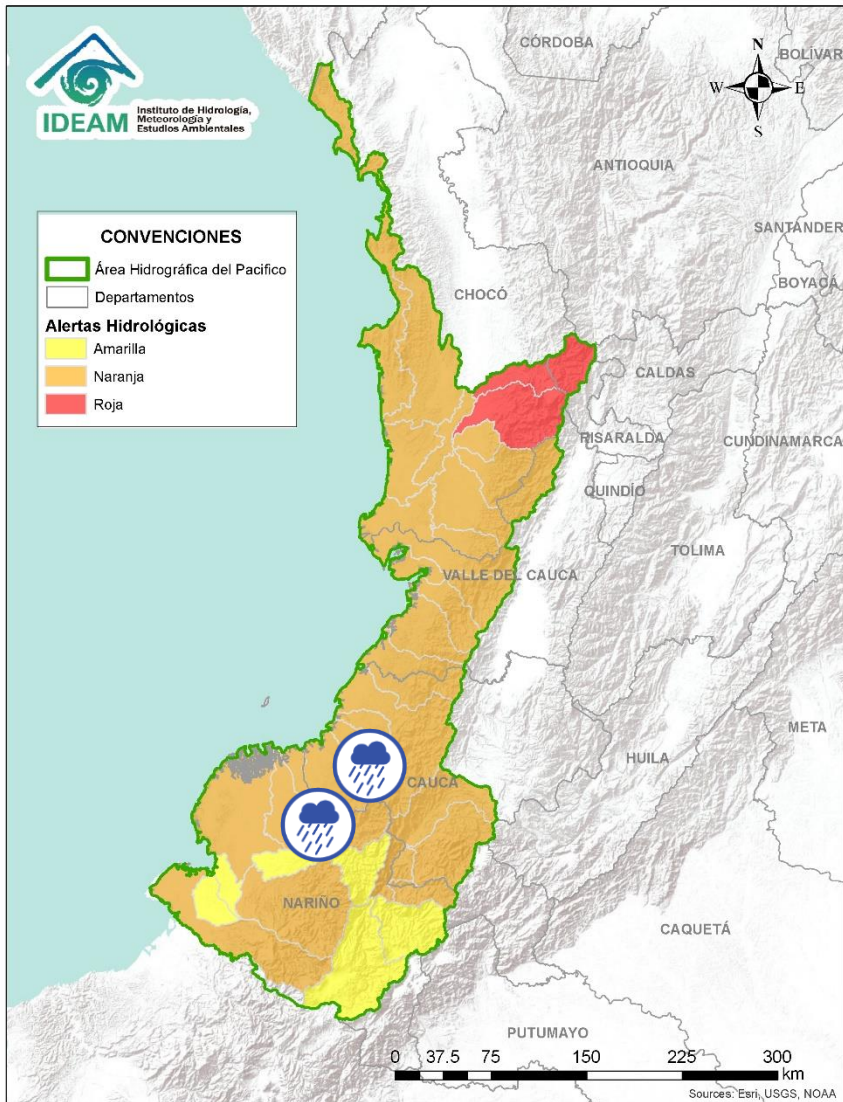 IDEAM
Instituto de Hidrología,
Meteorología y
Estudios Ambientales
N
W
E
S
CÓRDOBA
BOLÍVAR
ANTIOQUIA
SANTANDER
BOYACÁ
CONVENCIONES
Área Hidrográfica del Pacifico
Departamentos
Alertas Hidrológicas
Amarilla
Naranja
Roja
CHOCÓ
CALDAS
RISARALDA
CUNDINAMARCA
QUINDÍO
TOLIMA
VALLE DEL CAUCA
META
HUILA
CAUCA
NARIÑO
CAQUETÁ
PUTUMAYO
0 37.5 75 150 225 300
km
Sources: Esri, USGS, NOAA